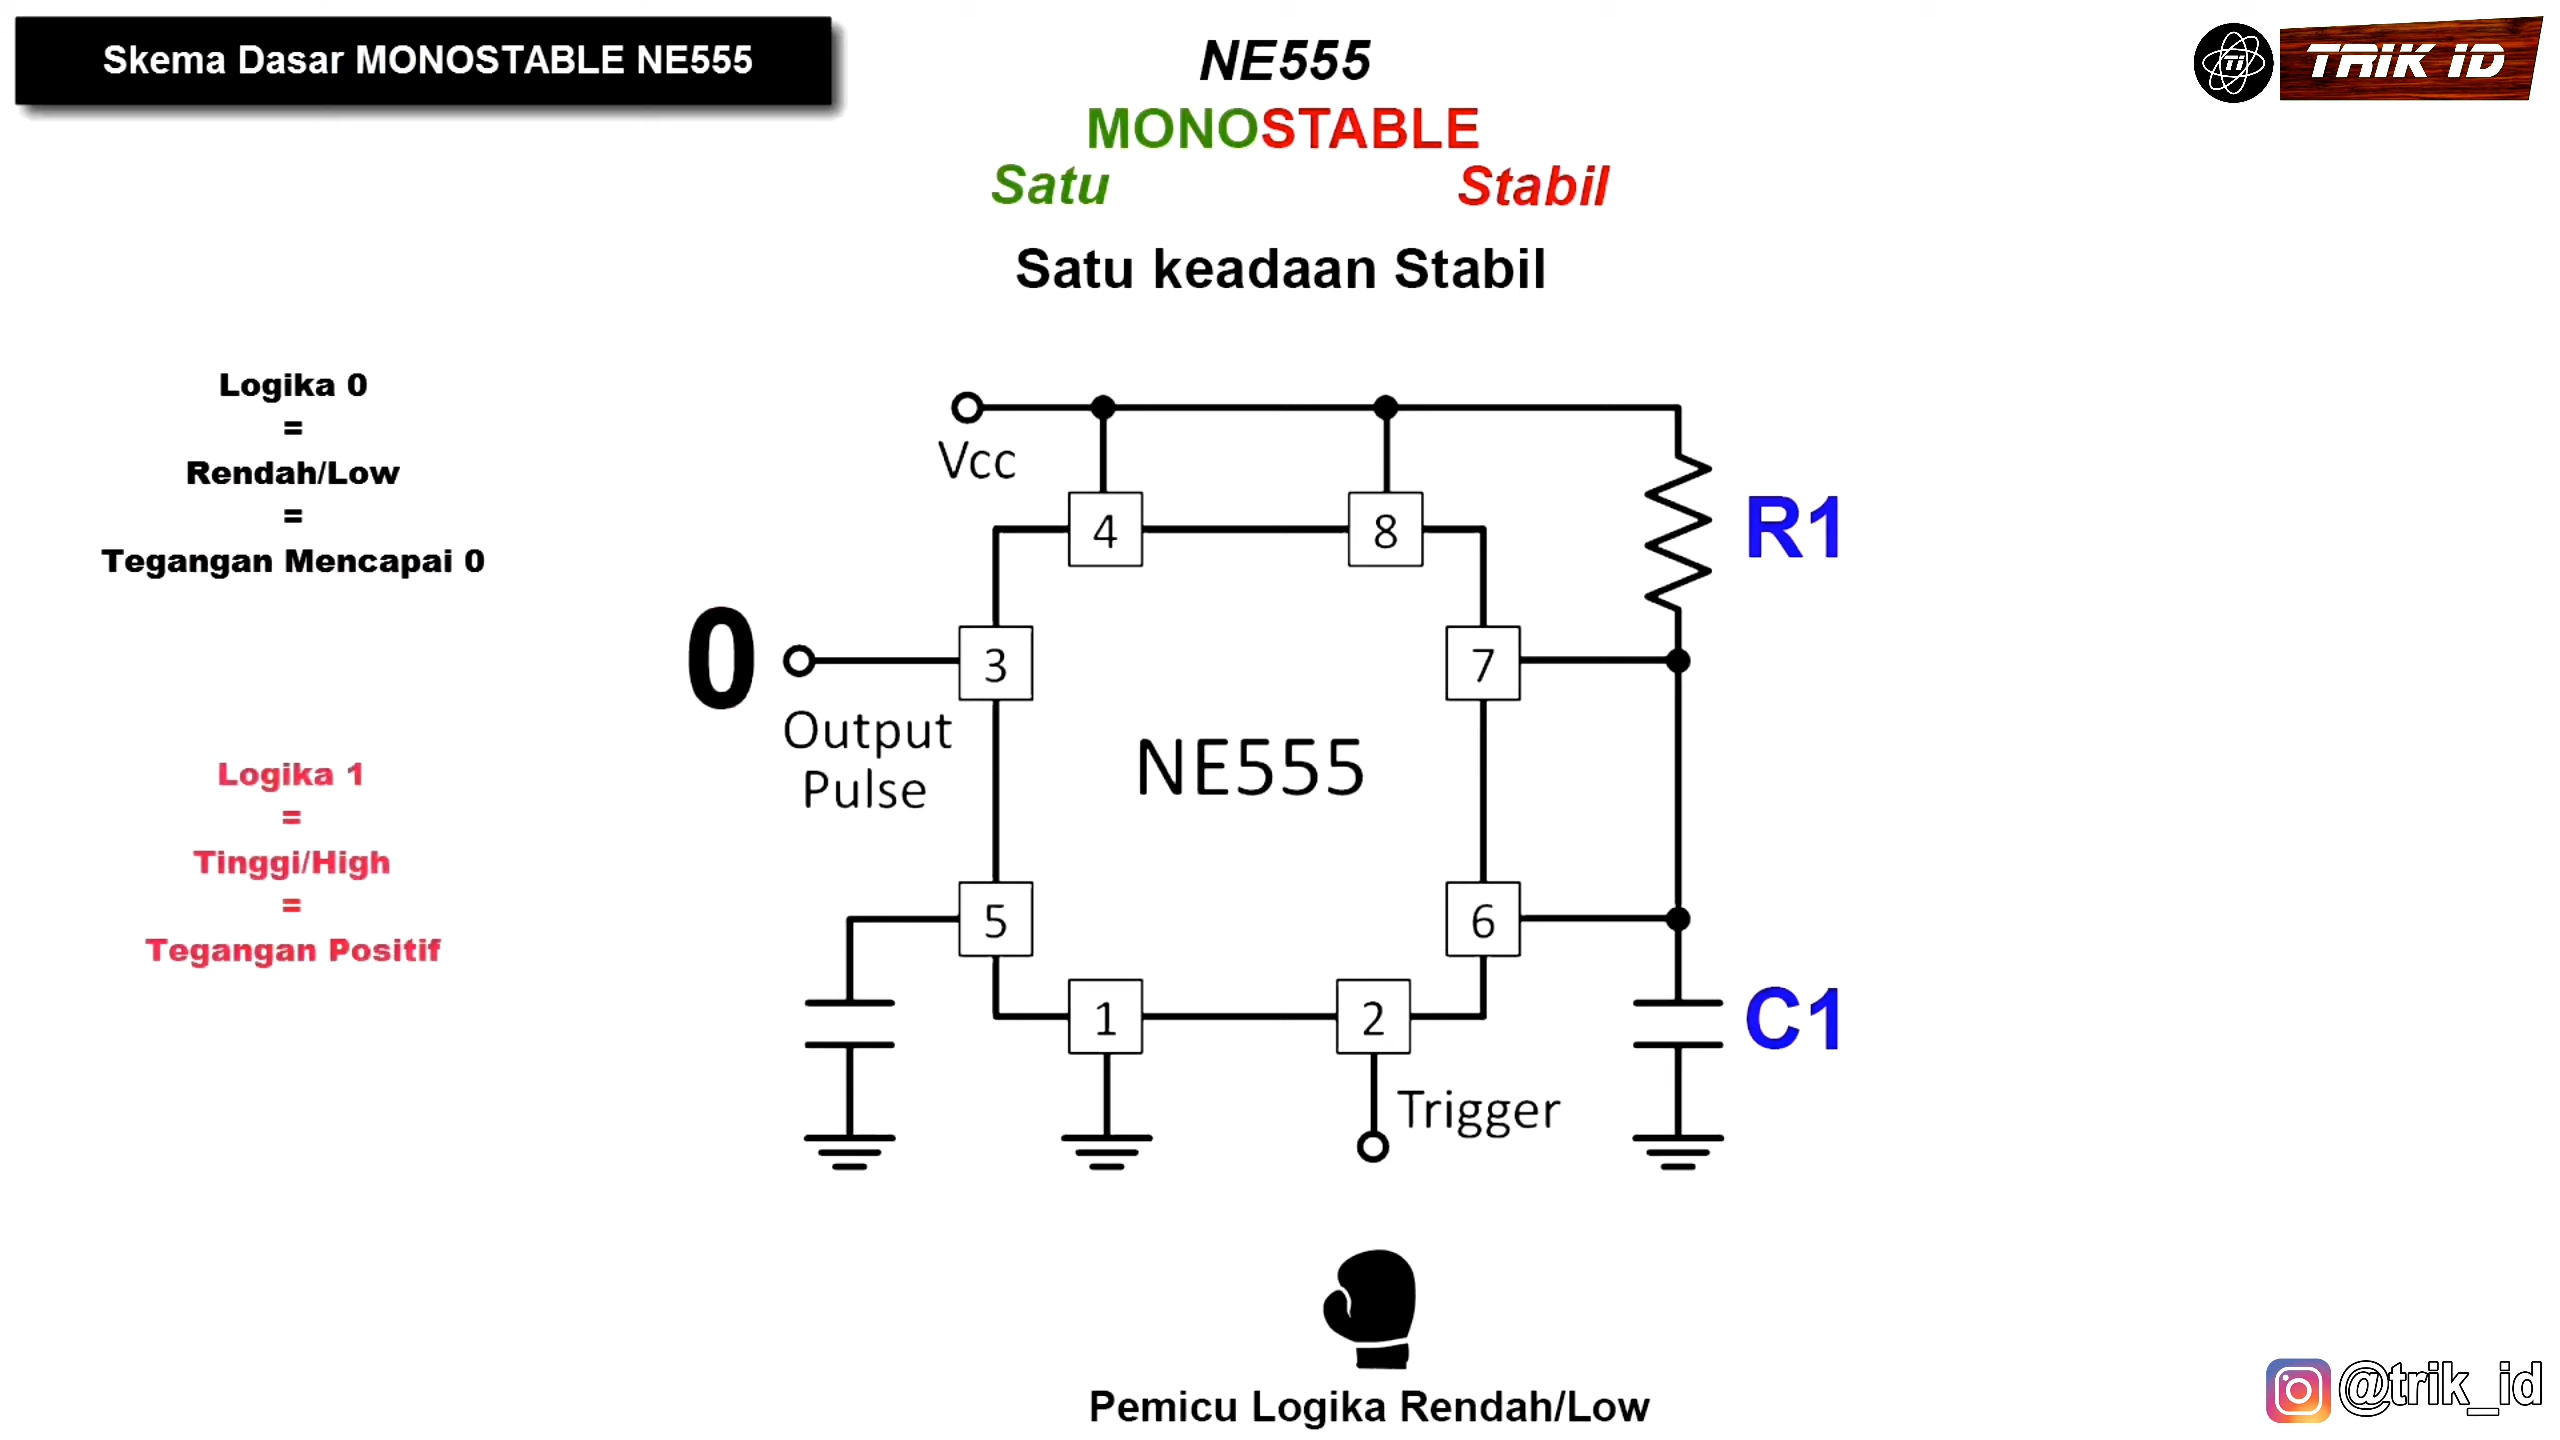 Skema Dasar MONOSTABLE NE555
NE555
MONOSTABLE
Satu
Stabil
Satu keadaan Stabil
Ti
TRIK ID
Logika 0
=
Rendah/Low
=
Tegangan Mencapai 0
Logika 1
=
Tinggi/High
=
Tegangan Positif
Vcc
4
8
R1
0
3
7
Output
Pulse
NE555
5
6
1
2
C1
Trigger
Pemicu Logika Rendah/Low
@trik_id